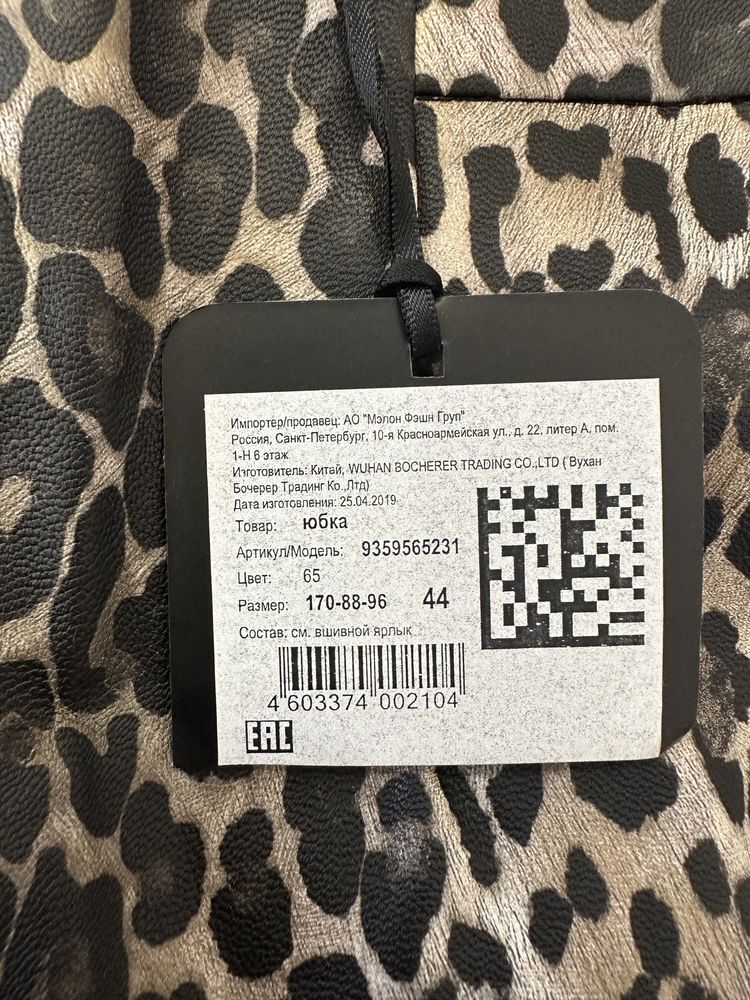 Импортер/продавец: АО "Мэлон Фэшн Груп"
Россия, Санкт-Петербург, 10-я Красноармейская ул., д. 22, литер А, пом.
1-Н 6 этаж
Изготовитель: Китай, WUHAN BOCHERER TRADING CO.,LTD ( Вухан
Бочерер Традинг Ко.,Лтд)
Дата изготовления: 25.04.2019
Товар: юбка
Артикул/Модель: 9359565231
Цвет: 65
Размер: 170-88-96 44
Состав: см. вшивной ярлык
4 603374 002104
EAC